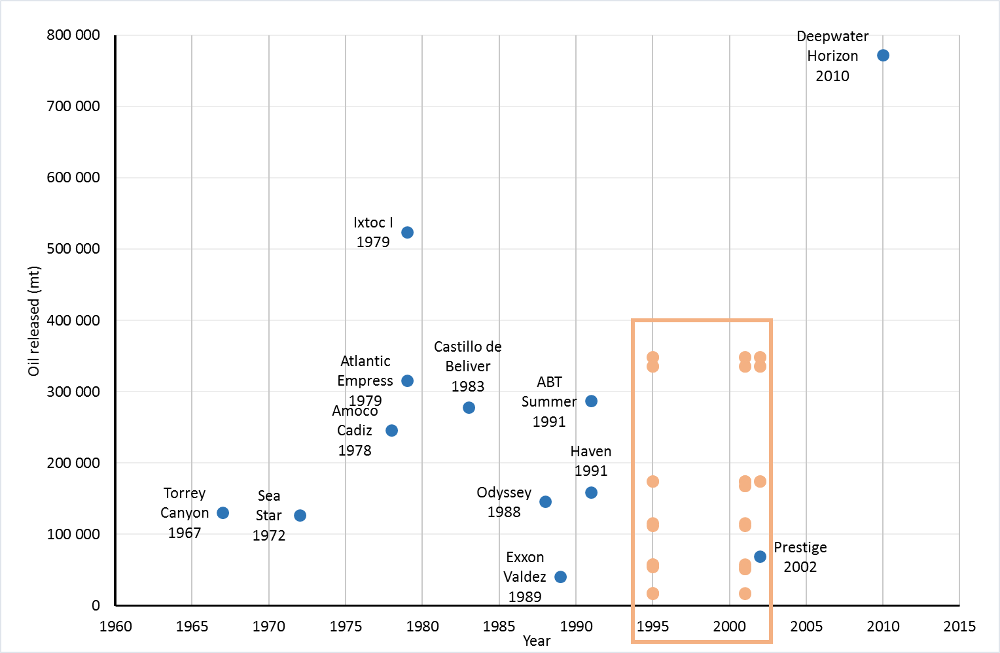 800 000
700 000
600 000
500 000
400 000
300 000
200 000
100 000
0
Oil released (mt)
1960
1965
1970
1975
1980
1985
1990
1995
2000
2005
2010
2015
Year
Deepwater
Horizon
2010
Ixtoc I
1979
Atlantic
Empress
1979
Amoco
Cadiz
1978
Castillo de
Beliver
1983
ABT
Summer
1991
Haven
1991
Torrey
Canyon
1967
Sea
Star
1972
Odyssey
1988
Exxon
Valdez
1989
Prestige
2002